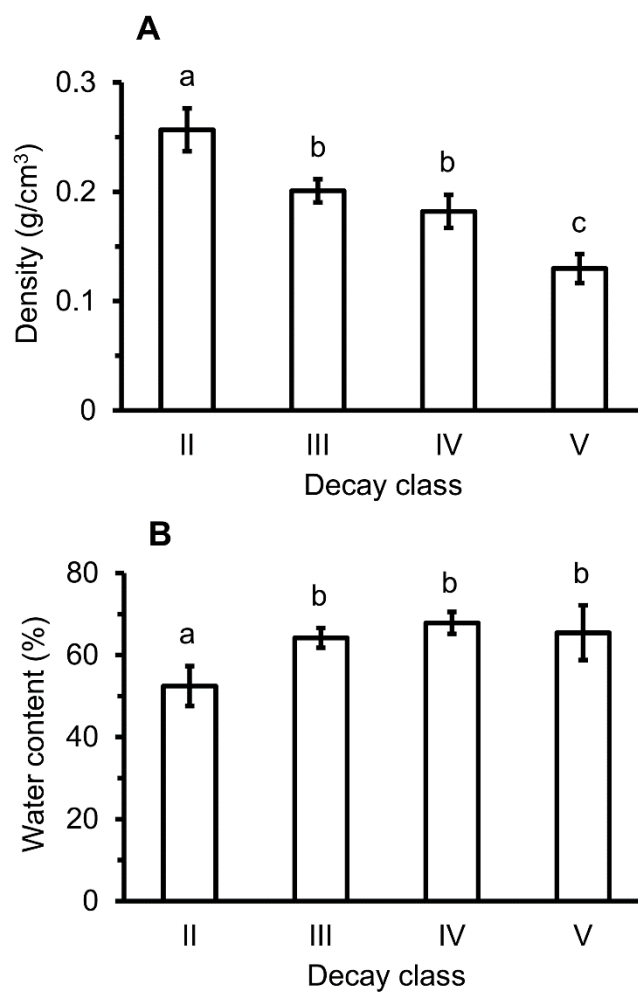 A
0.3
0.2
0.1
0
Density (g/cm³)
a
b
b
c
II III IV V
Decay class
B
80
60
40
20
0
Water content (%)
a
b
b
b
II III IV V
Decay class